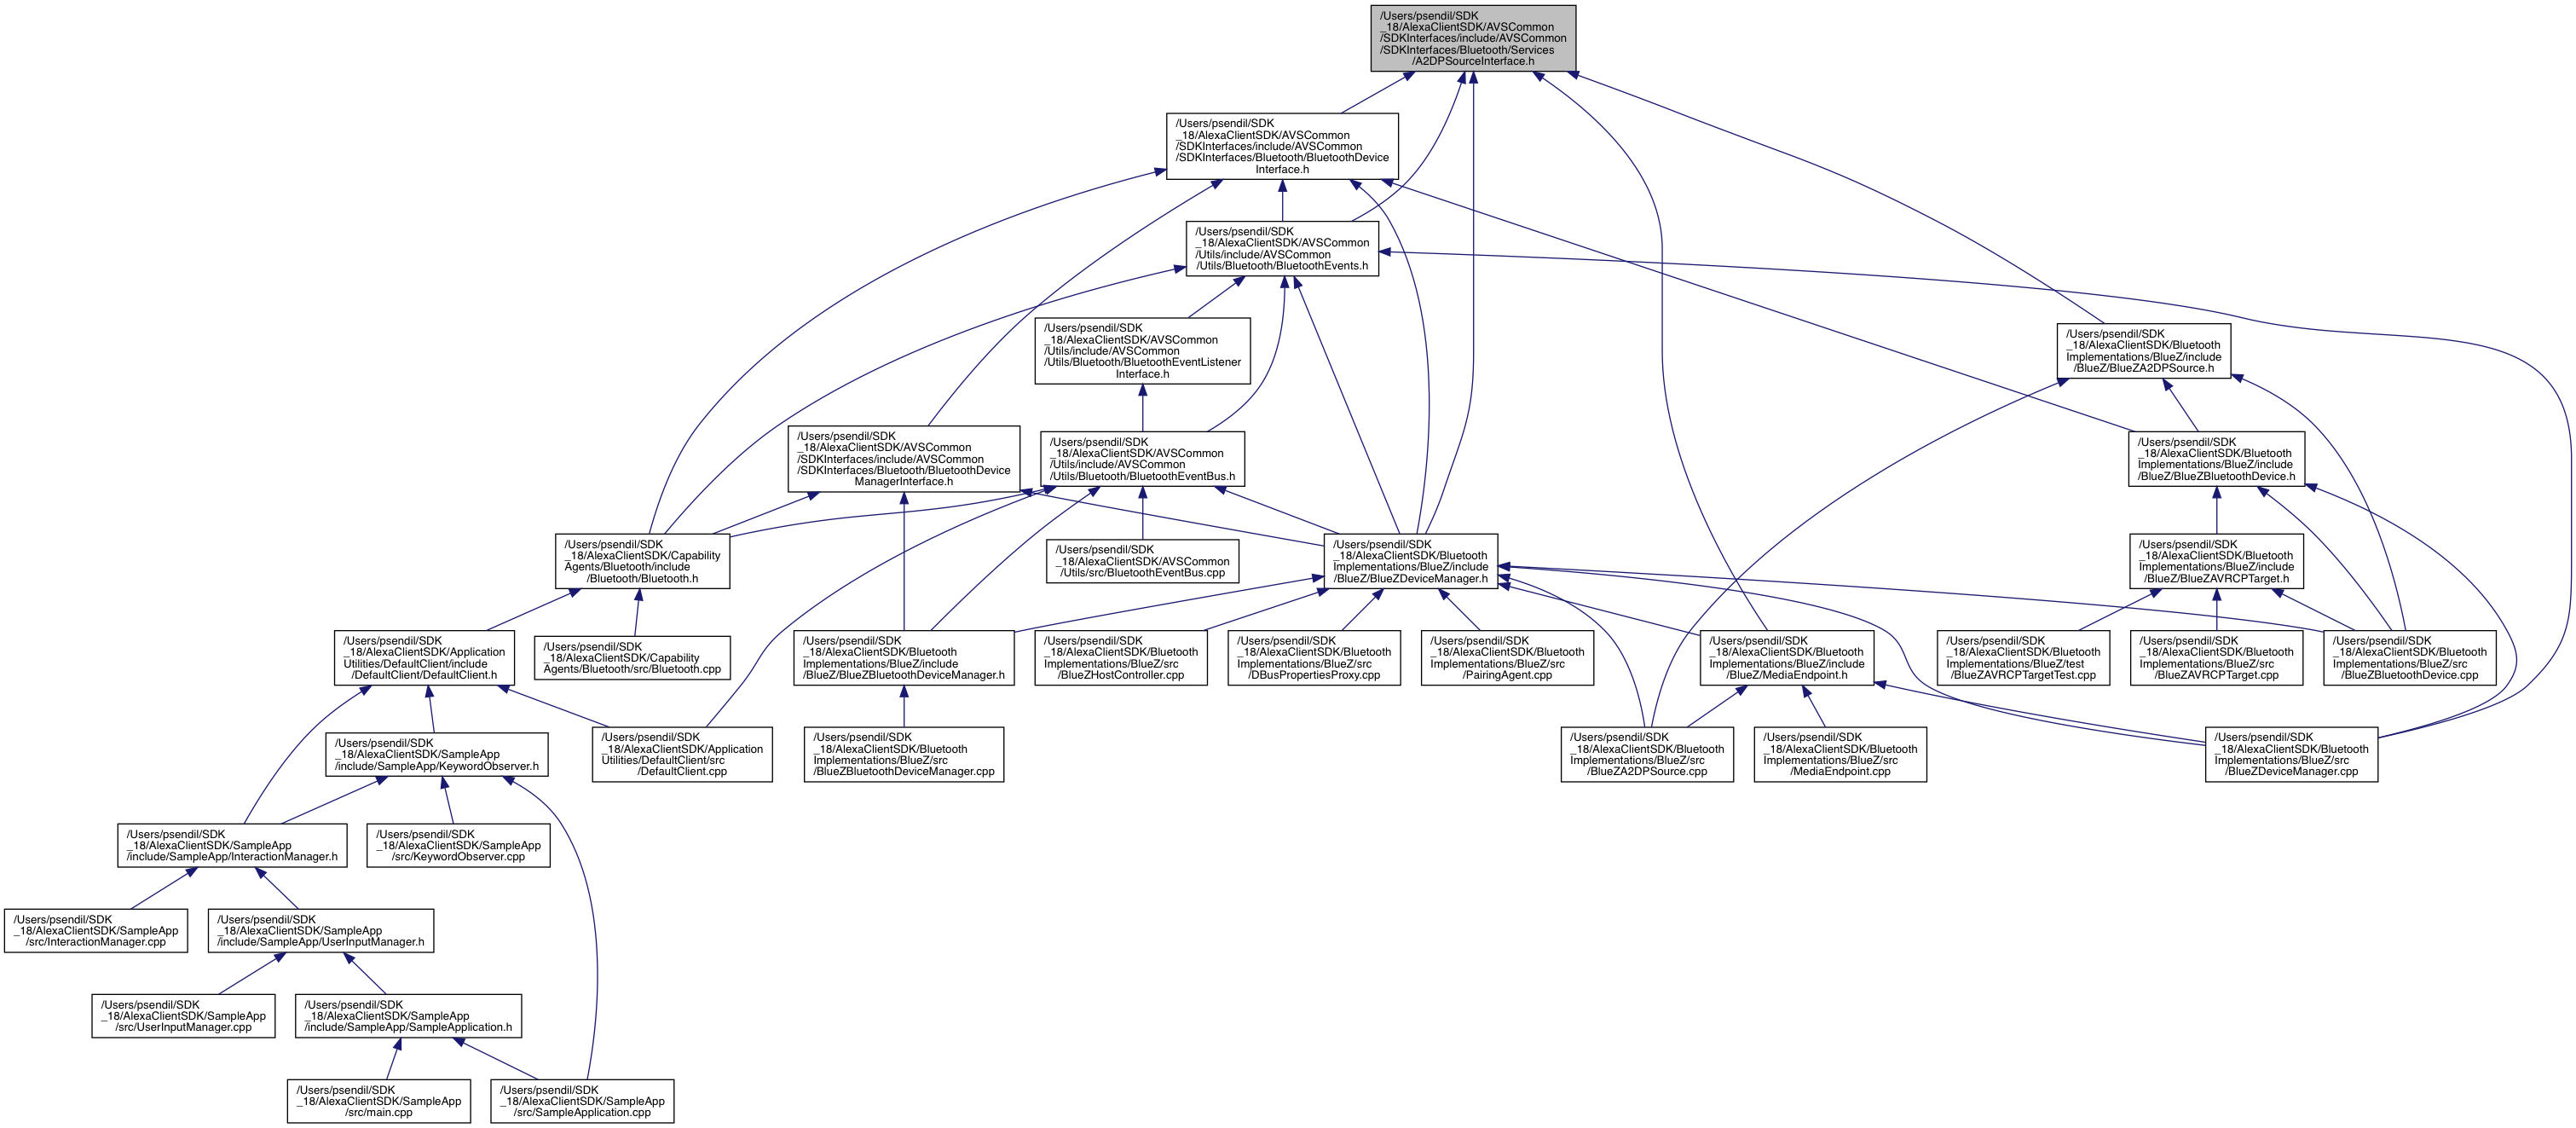 /Users/psendil/SDK
_18/AlexaClientSDK/AVSCommon
/SDKInterfaces/include/AVSCommon
/SDKInterfaces/Bluetooth/Services
/A2DPSourceInterface.h
/Users/psendil/SDK
_18/AlexaClientSDK/AVSCommon
/SDKInterfaces/include/AVSCommon
/SDKInterfaces/Bluetooth/BluetoothDevice
Interface.h
/Users/psendil/SDK
_18/AlexaClientSDK/AVSCommon
/Utils/include/AVSCommon
/Utils/Bluetooth/BluetoothEvents.h
/Users/psendil/SDK
_18/AlexaClientSDK/AVSCommon
/Utils/include/AVSCommon
/Utils/Bluetooth/BluetoothEventListener
Interface.h
/Users/psendil/SDK
_18/AlexaClientSDK/Bluetooth
Implementations/BlueZ/include
/BlueZ/BlueZA2DPSource.h
/Users/psendil/SDK
_18/AlexaClientSDK/AVSCommon
/SDKInterfaces/include/AVSCommon
/SDKInterfaces/Bluetooth/BluetoothDevice
ManagerInterface.h
/Users/psendil/SDK
_18/AlexaClientSDK/AVSCommon
/Utils/include/AVSCommon
/Utils/Bluetooth/BluetoothEventBus.h
/Users/psendil/SDK
_18/AlexaClientSDK/Bluetooth
Implementations/BlueZ/include
/BlueZ/BlueZBluetoothDevice.h
/Users/psendil/SDK
_18/AlexaClientSDK/Capability
Agents/Bluetooth/include
/Bluetooth/Bluetooth.h
/Users/psendil/SDK
_18/AlexaClientSDK/AVSCommon
/Utils/src/BluetoothEventBus.cpp
/Users/psendil/SDK
_18/AlexaClientSDK/Bluetooth
Implementations/BlueZ/include
/BlueZ/BlueZDeviceManager.h
/Users/psendil/SDK
_18/AlexaClientSDK/Bluetooth
Implementations/BlueZ/include
/BlueZ/BlueZAVRCPTarget.h
/Users/psendil/SDK
_18/AlexaClientSDK/Application
Utilities/DefaultClient/include
/DefaultClient/DefaultClient.h
/Users/psendil/SDK
_18/AlexaClientSDK/Capability
Agents/Bluetooth/src/Bluetooth.cpp
/Users/psendil/SDK
_18/AlexaClientSDK/Bluetooth
Implementations/BlueZ/include
/BlueZ/BlueZBluetoothDeviceManager.h
/Users/psendil/SDK
_18/AlexaClientSDK/Bluetooth
Implementations/BlueZ/src
/BlueZHostController.cpp
/Users/psendil/SDK
_18/AlexaClientSDK/Bluetooth
Implementations/BlueZ/src
/DBusPropertiesProxy.cpp
/Users/psendil/SDK
_18/AlexaClientSDK/Bluetooth
Implementations/BlueZ/src
/PairingAgent.cpp
/Users/psendil/SDK
_18/AlexaClientSDK/Bluetooth
Implementations/BlueZ/include
/BlueZ/MediaEndpoint.h
/Users/psendil/SDK
_18/AlexaClientSDK/Bluetooth
Implementations/BlueZ/test
/BlueZAVRCPTargetTest.cpp
/Users/psendil/SDK
_18/AlexaClientSDK/Bluetooth
Implementations/BlueZ/src
/BlueZAVRCPTarget.cpp
/Users/psendil/SDK
_18/AlexaClientSDK/Bluetooth
Implementations/BlueZ/src
/BlueZBluetoothDevice.cpp
/Users/psendil/SDK
_18/AlexaClientSDK/SampleApp
/include/SampleApp/KeywordObserver.h
/Users/psendil/SDK
_18/AlexaClientSDK/Application
Utilities/DefaultClient/src
/DefaultClient.cpp
/Users/psendil/SDK
_18/AlexaClientSDK/Bluetooth
Implementations/BlueZ/src
/BlueZBluetoothDeviceManager.cpp
/Users/psendil/SDK
_18/AlexaClientSDK/Bluetooth
Implementations/BlueZ/src
/BlueZA2DPSource.cpp
/Users/psendil/SDK
_18/AlexaClientSDK/Bluetooth
Implementations/BlueZ/src
/MediaEndpoint.cpp
/Users/psendil/SDK
_18/AlexaClientSDK/Bluetooth
Implementations/BlueZ/src
/BlueZDeviceManager.cpp
/Users/psendil/SDK
_18/AlexaClientSDK/SampleApp
/include/SampleApp/InteractionManager.h
/Users/psendil/SDK
_18/AlexaClientSDK/SampleApp
/src/KeywordObserver.cpp
/Users/psendil/SDK
_18/AlexaClientSDK/SampleApp
/src/InteractionManager.cpp
/Users/psendil/SDK
_18/AlexaClientSDK/SampleApp
/include/SampleApp/UserInputManager.h
/Users/psendil/SDK
_18/AlexaClientSDK/SampleApp
/src/UserInputManager.cpp
/Users/psendil/SDK
_18/AlexaClientSDK/SampleApp
/include/SampleApp/SampleApplication.h
/Users/psendil/SDK
_18/AlexaClientSDK/SampleApp
/src/main.cpp
/Users/psendil/SDK
_18/AlexaClientSDK/SampleApp
/src/SampleApplication.cpp